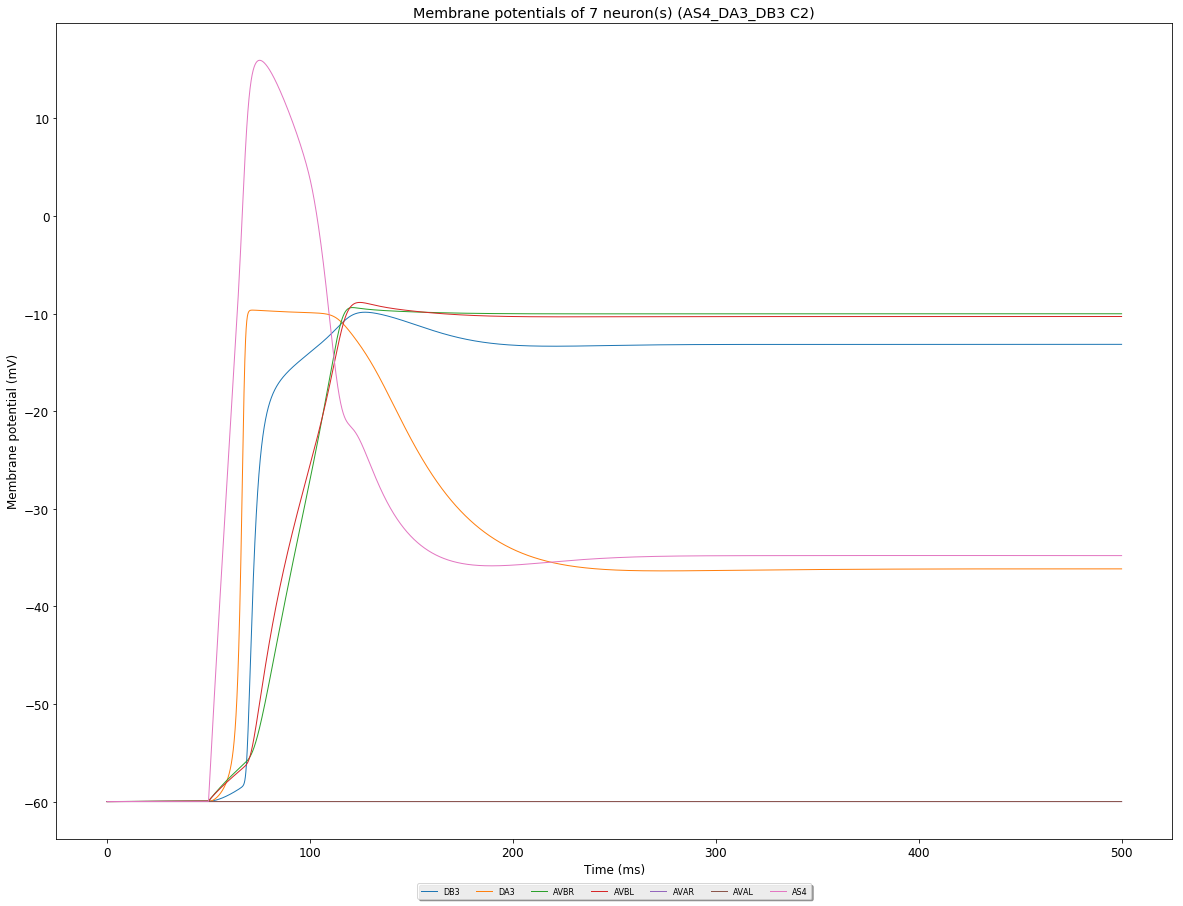 Membrane potentials of 7 neuron(s) (AS4_DA3_DB3 C2)
Membrane potential (mV)
10
0
−10
−20
−30
−40
−50
−60
0 100 200 300 400 500
Time (ms)
DB3 DA3 AVBR AVBL AVAR AVAL AS4